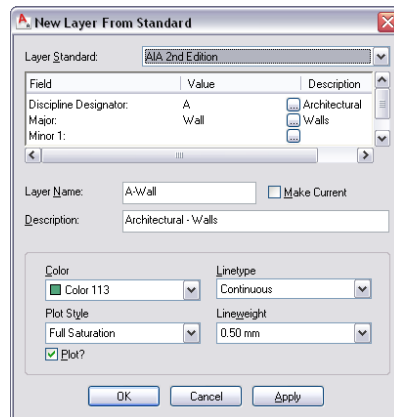 New Layer From Standard
Layer Standard: AIA 2nd Edition
Field Value Description
Discipline Designator: A ... Architectural
Major: Wall ... Walls
Minor 1: ...
Layer Name: A-Wall Make Current
Description: Architectural - Walls
Color Linetype
Color 113 Continuous
Plot Style Lineweight
Full Saturation 0.50 mm
Plot?
OK Cancel Apply